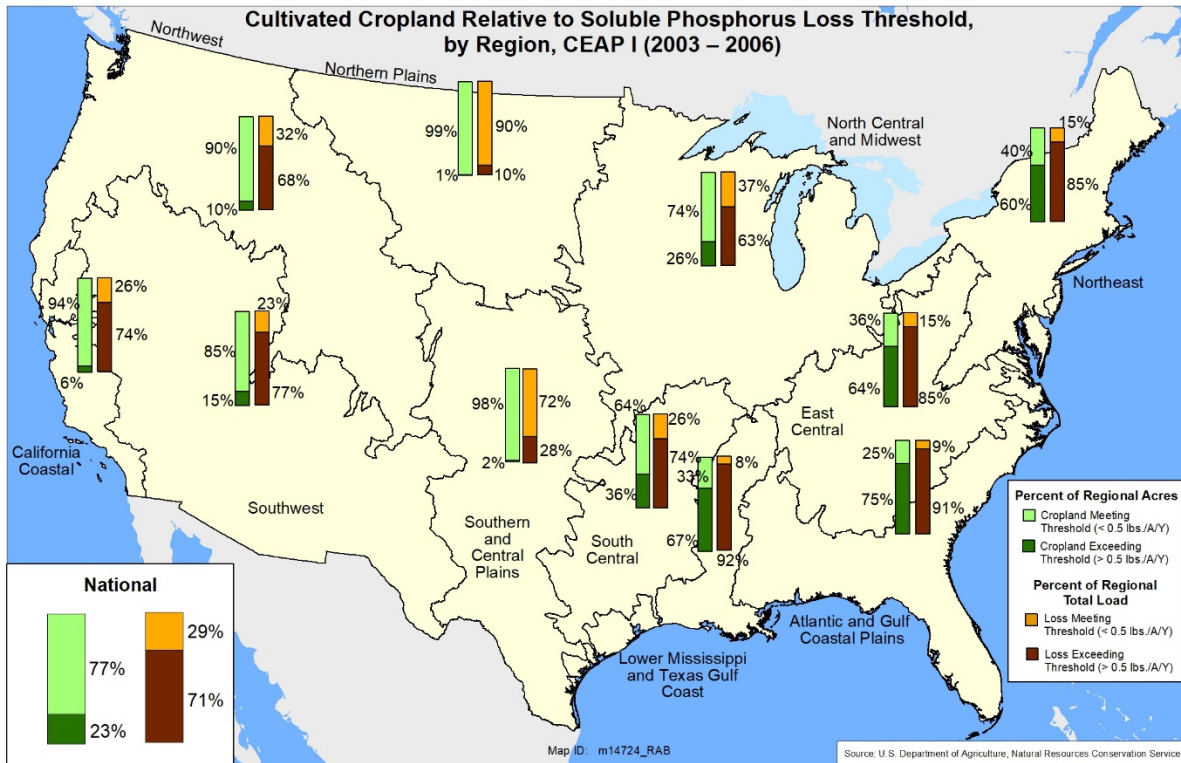 Cultivated Cropland Relative to Soluble Phosphorus Loss Threshold,
by Region, CEAP I (2003 – 2006)
Northwest
Northern Plains
99%
90%
1%
10%
90%
32%
68%
10%
North Central
and Midwest
74%
37%
63%
26%
15%
40%
85%
60%
Northeast
94%
26%
74%
6%
23%
85%
15%
77%
California
Coastal
Southwest
98%
72%
2%
28%
Southern
and
Central
Plains
64%
26%
74%
36%
South
Central
33%
8%
67%
92%
Lower Mississippi
and Texas Gulf
Coast
36%
15%
64%
85%
East
Central
25%
9%
75%
91%
Atlantic and Gulf
Coastal Plains
National
77%
23%
29%
71%
Percent of Regional Acres
Cropland Meeting
Threshold (< 0.5 lbs./A/Y)
Cropland Exceeding
Threshold (> 0.5 lbs./A/Y)
Percent of Regional
Total Load
Loss Meeting
Threshold (< 0.5 lbs./A/Y)
Loss Exceeding
Threshold (> 0.5 lbs./A/Y)
Map ID: m14724_RAB
Source: U.S. Department of Agriculture, Natural Resources Conservation Service